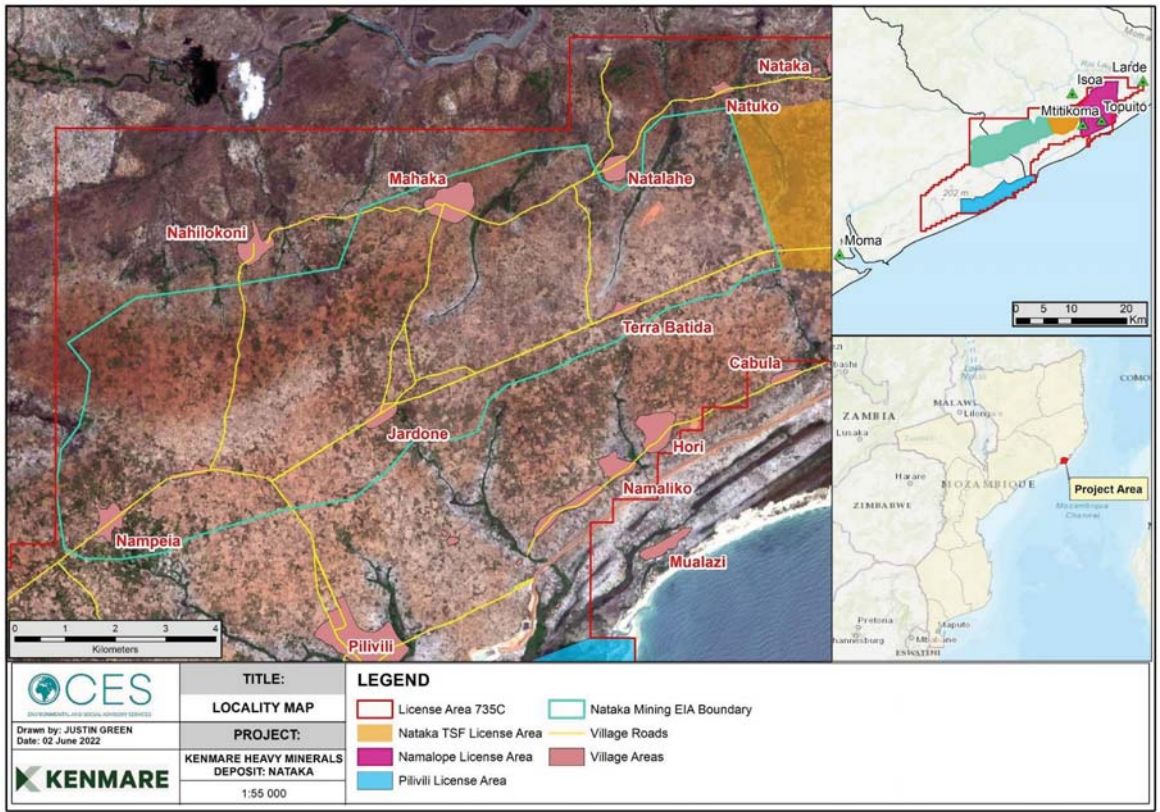 Nataka
Natuko
Natalahe
Mahaka
Nahilokoni
Terra Batida
Cabula
Jardone
Hori
Namaliko
Nampeia
Mualazi
Pilivili
0 1 2 3 4
Kilometers
Larde
Isoa
Mtitikoma
Topuito
202 m
Moma
0 5 10 20
Km
COMO
MALAWI
ZAMBIA
Lilongwe
Lusaka
Harare
MOZAMBIQUE
Project Area
ZIMBABWE
Mozambique
Channel
Pretoria
Maputo
Mbabane
ESWATINI
CES
ENVIRONMENTAL AND SOCIAL ADVISORY SERVICES
Drawn by: JUSTIN GREEN
Date: 02 June 2022
KENMARE
TITLE:
LOCALITY MAP
PROJECT:
KENMARE HEAVY MINERALS
DEPOSIT: NATAKA
1:55 000
LEGEND
License Area 735C
Nataka TSF License Area
Namalope License Area
Pilivili License Area
Nataka Mining EIA Boundary
Village Roads
Village Areas